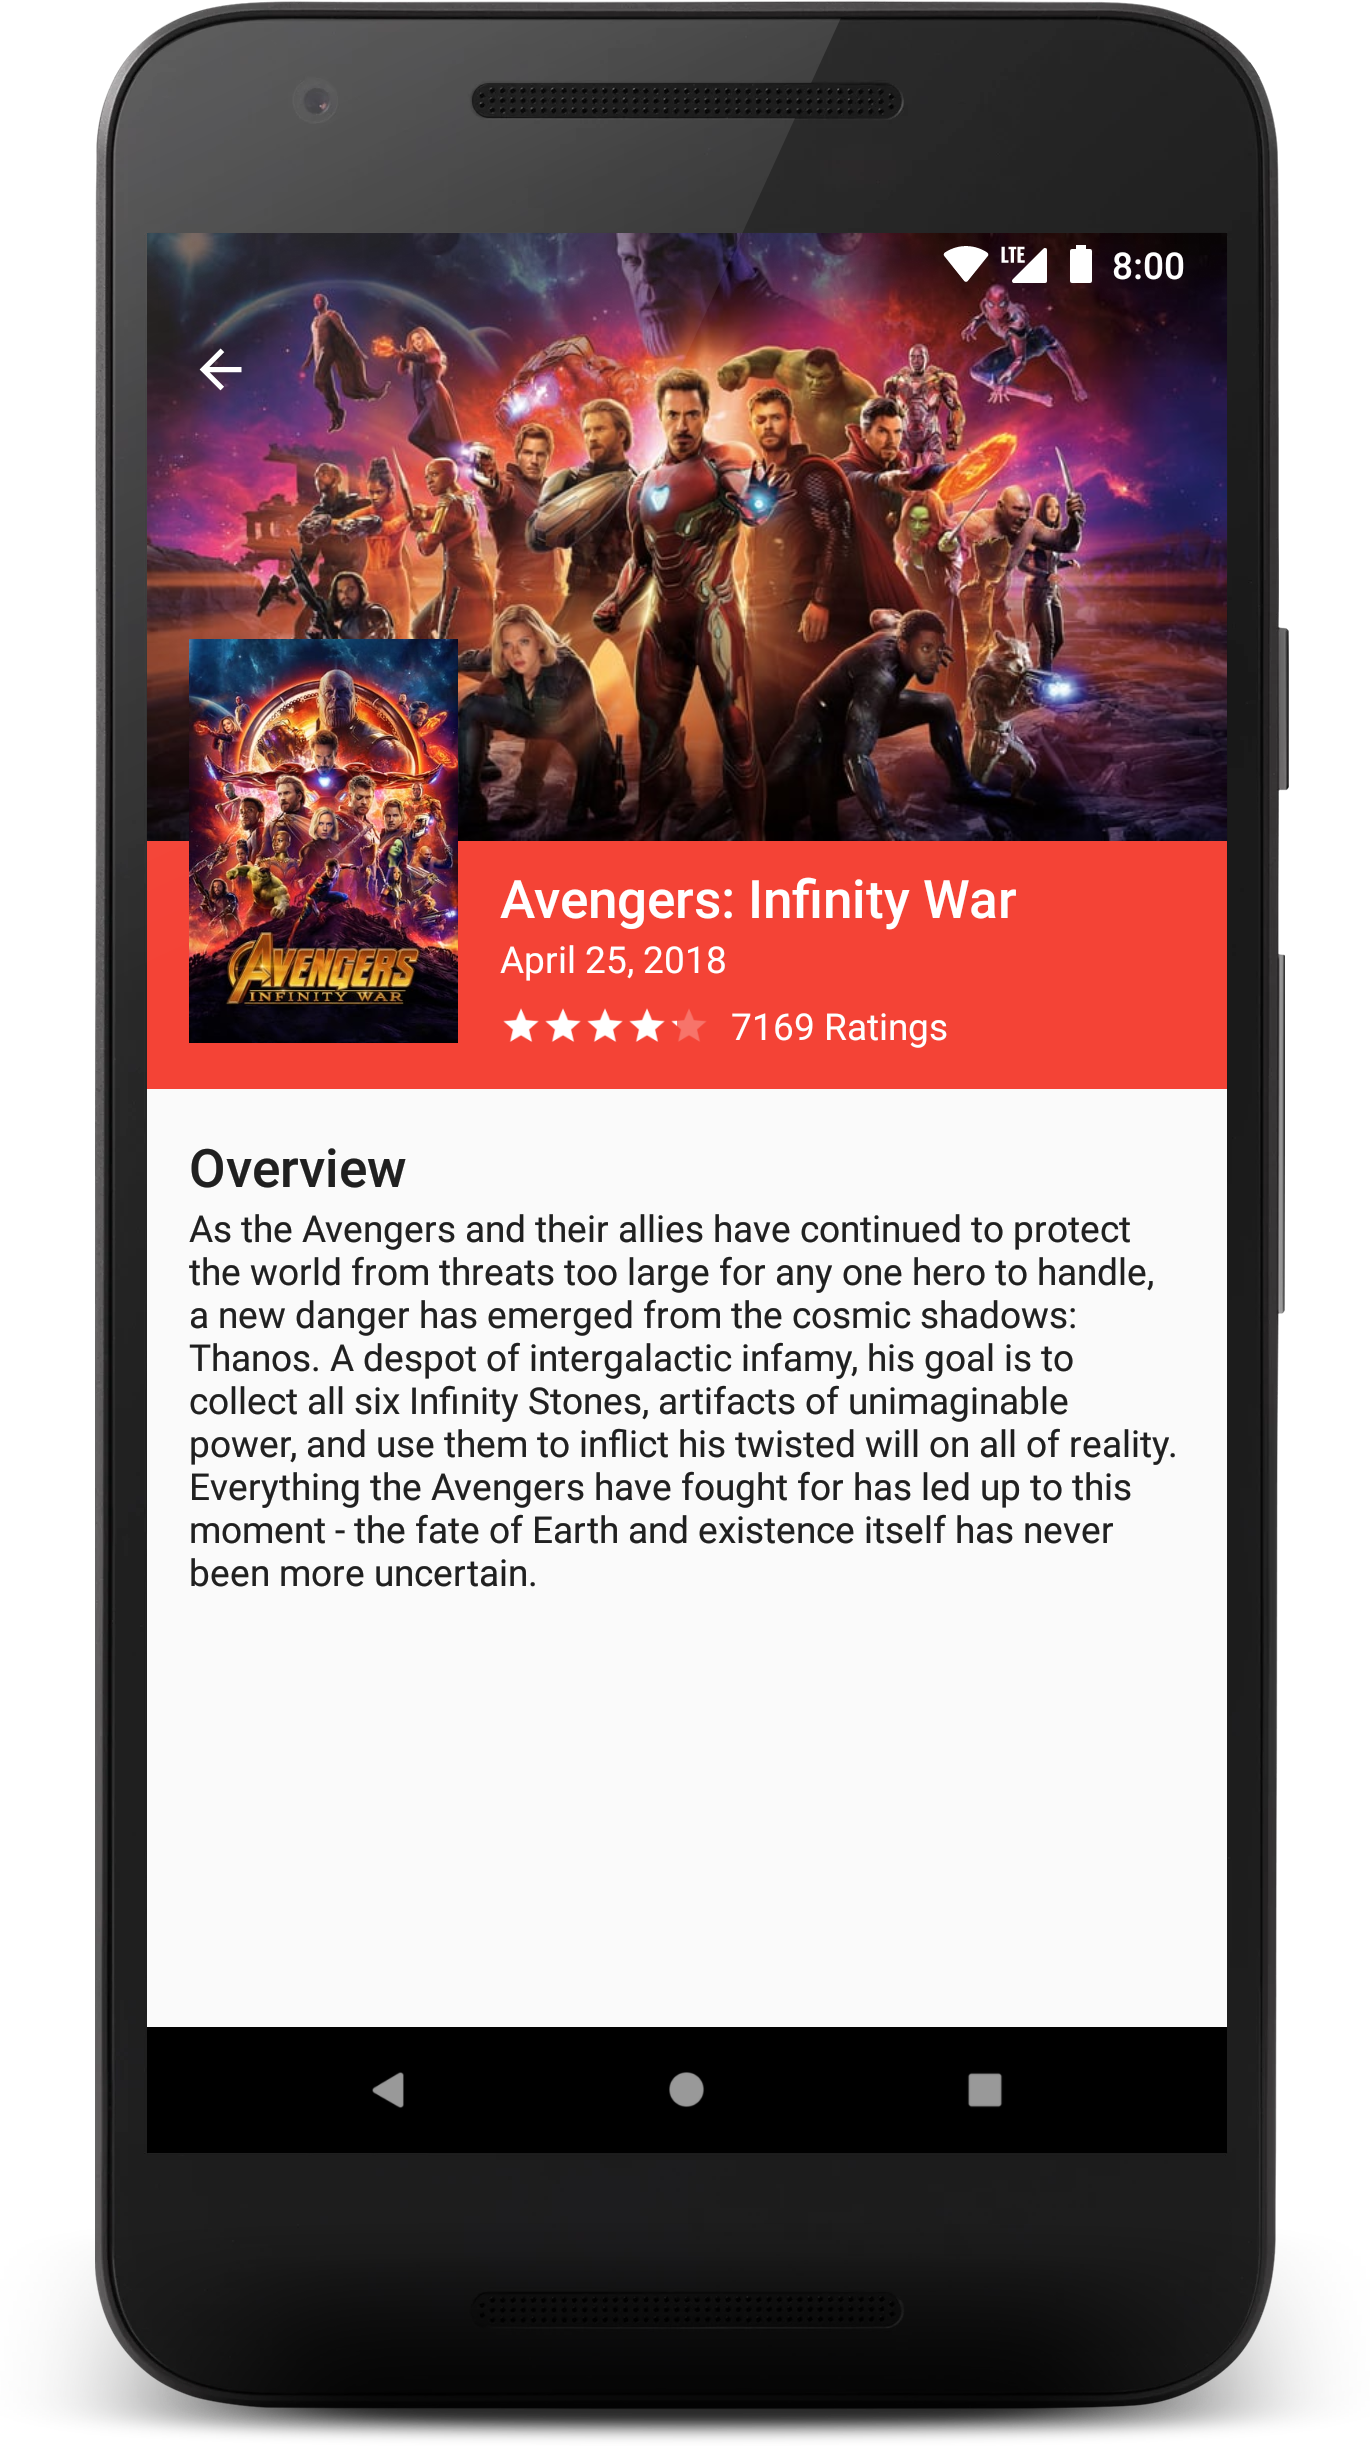 LTE 8:00
Avengers: Infinity War
April 25, 2018
7169 Ratings
AVENGERS
INFINITY WAR
Overview
As the Avengers and their allies have continued to protect
the world from threats too large for any one hero to handle,
a new danger has emerged from the cosmic shadows:
Thanos. A despot of intergalactic infamy, his goal is to
collect all six Infinity Stones, artifacts of unimaginable
power, and use them to inflict his twisted will on all of reality.
Everything the Avengers have fought for has led up to this
moment - the fate of Earth and existence itself has never
been more uncertain.